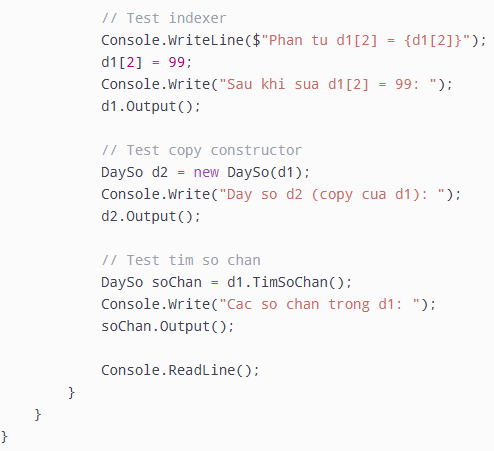 // Test indexer
Console.WriteLine($"Phan tu d1[2] = {d1[2]}");
d1[2] = 99;
Console.Write("Sau khi sua d1[2] = 99: ");
d1.Output();
// Test copy constructor
DaySo d2 = new DaySo(d1);
Console.Write("Day so d2 (copy cua d1): ");
d2.Output();
// Test tim so chan
DaySo soChan = d1.TimSoChan();
Console.Write("Cac so chan trong d1: ");
soChan.Output();
Console.ReadLine();
}
}
}